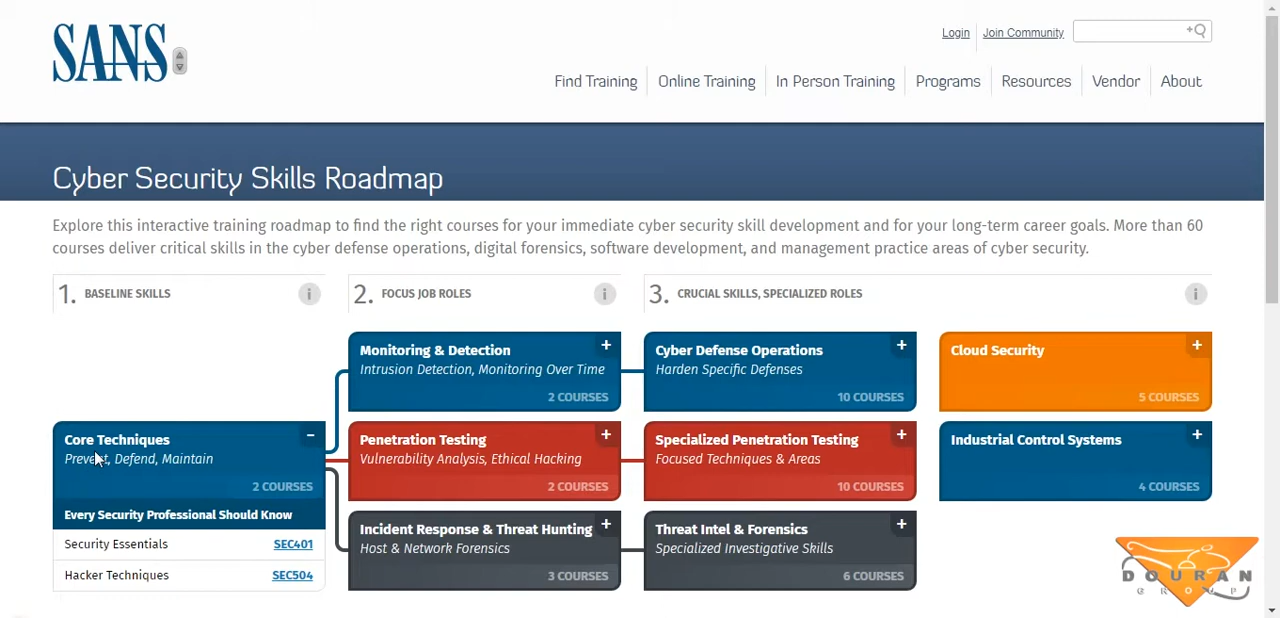 SANS
Login
Join Community
Find Training
Online Training
In Person Training
Programs
Resources
Vendor
About
Cyber Security Skills Roadmap
Explore this interactive training roadmap to find the right courses for your immediate cyber security skill development and for your long-term career goals. More than 60
courses deliver critical skills in the cyber defense operations, digital forensics, software development, and management practice areas of cyber security.
1. BASELINE SKILLS
2. FOCUS JOB ROLES
3. CRUCIAL SKILLS, SPECIALIZED ROLES
Core Techniques
Prevent, Defend, Maintain
2 COURSES
Every Security Professional Should Know
Security Essentials SEC401
Hacker Techniques SEC504
Monitoring & Detection
Intrusion Detection, Monitoring Over Time
2 COURSES
Penetration Testing
Vulnerability Analysis, Ethical Hacking
2 COURSES
Incident Response & Threat Hunting
Host & Network Forensics
3 COURSES
Cyber Defense Operations
Harden Specific Defenses
10 COURSES
Specialized Penetration Testing
Focused Techniques & Areas
10 COURSES
Threat Intel & Forensics
Specialized Investigative Skills
6 COURSES
Cloud Security
5 COURSES
Industrial Control Systems
4 COURSES
DOURAN
GROUP